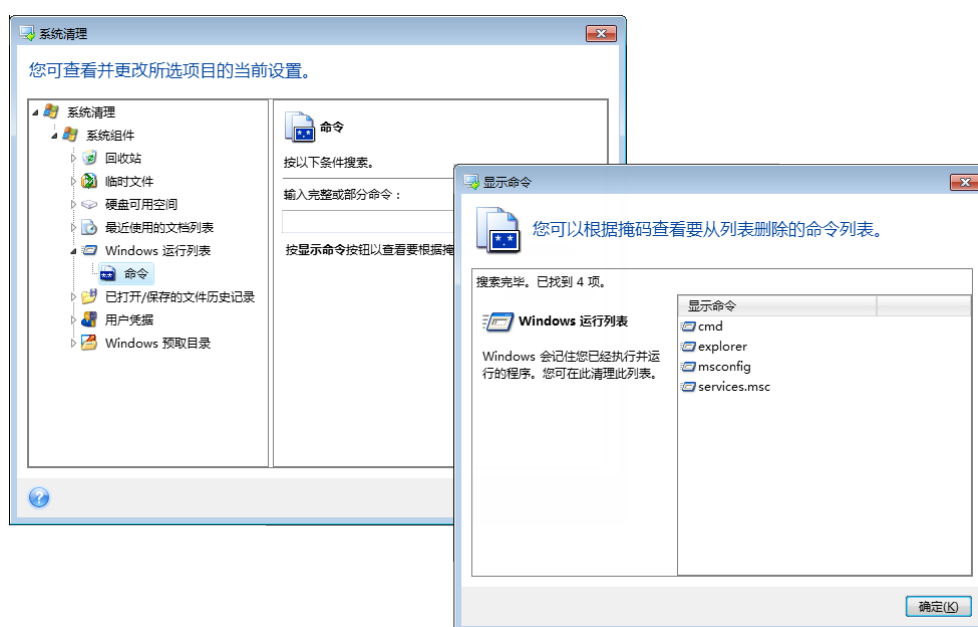 系统清理
您可查看并更改所选项目的当前设置。
系统清理
系统组件
回收站
临时文件
硬盘可用空间
最近使用的文档列表
Windows 运行列表
命令
已打开/保存的文件历史记录
用户凭据
Windows 预取目录
命令
按以下条件搜索。
输入完整或部分命令：
按显示命令按钮以查看要根据掩
显示命令
您可以根据掩码查看要从列表删除的命令列表。
搜索完毕。已找到 4 项。
Windows 运行列表
Windows 会记住您已经执行并运
行的程序。您可在此清理此列表。
显示命令
cmd
explorer
msconfig
services.msc
确定(K)